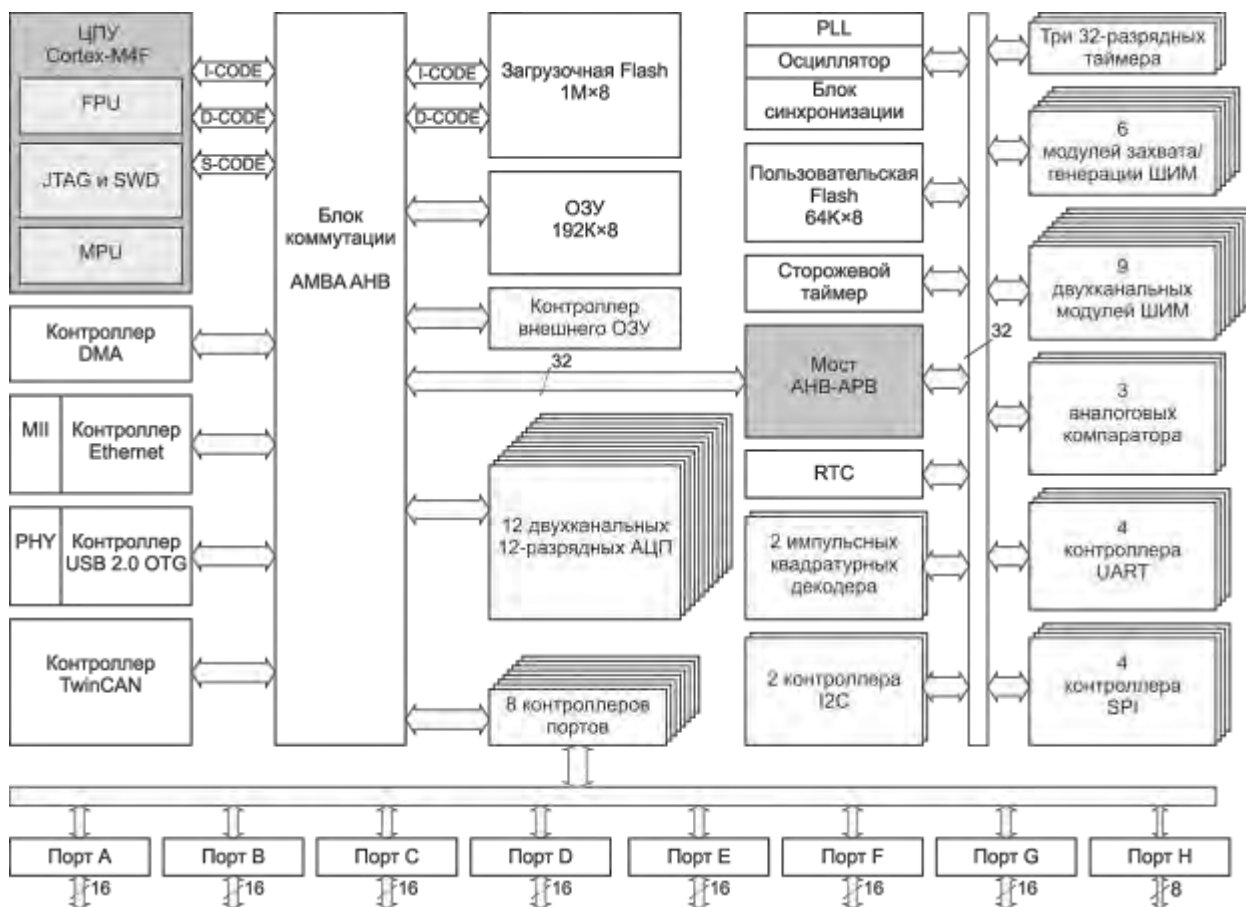 ЦПУ
Cortex-M4F
FPU
JTAG и SWD
MPU
Контроллер
DMA
MII
Контроллер
Ethernet
PHY
Контроллер
USB 2.0 OTG
Контроллер
TwinCAN
I-CODE
D-CODE
S-CODE
Блок
коммутации
AMBA AHB
I-CODE
D-CODE
Загрузочная Flash
1М×8
ОЗУ
192К×8
Контроллер
внешнего ОЗУ
32
12 двухканальных
12-разрядных АЦП
8 контроллеров
портов
PLL
Осциллятор
Блок
синхронизации
Пользовательская
Flash
64К×8
Сторожевой
таймер
Мост
AHB-APB
RTC
2 импульсных
квадратурных
декодера
2 контроллера
I2C
32
Три 32-разрядных
таймера
6
модулей захвата/
генерации ШИМ
9
двухканальных
модулей ШИМ
3
аналоговых
компаратора
4
контроллера
UART
4
контроллера
SPI
Порт A
Порт B
Порт C
Порт D
Порт E
Порт F
Порт G
Порт H
16
16
16
16
16
16
16
8